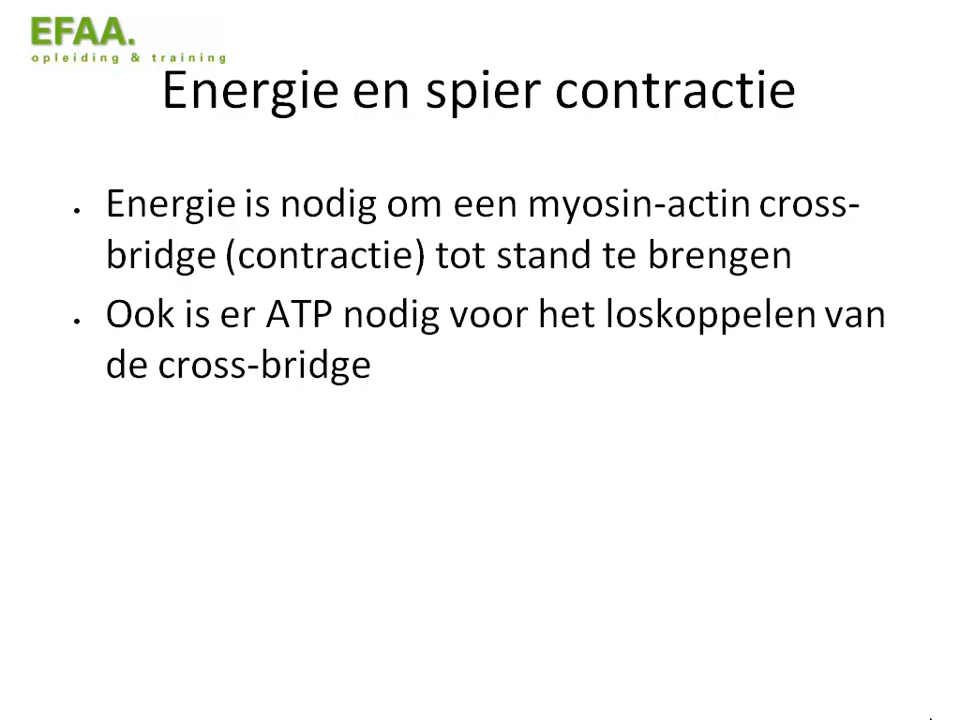 EFAA.
opleiding & training
Energie en spier contractie
• Energie is nodig om een myosin-actin cross-
bridge (contractie) tot stand te brengen
• Ook is er ATP nodig voor het loskoppelen van
de cross-bridge